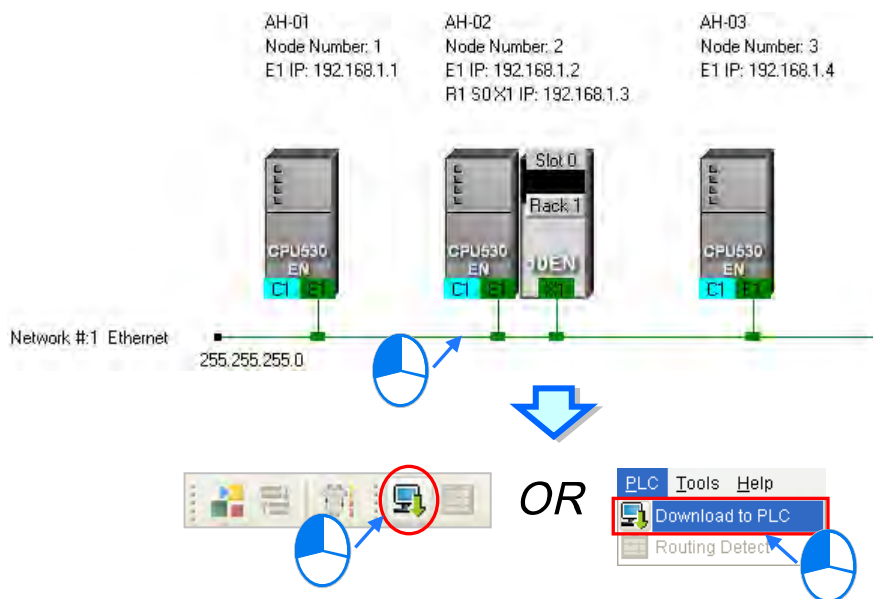 AH-01
Node Number: 1
E1 IP: 192.168.1.1
AH-02
Node Number: 2
E1 IP: 192.168.1.2
R1 S0 X1 IP: 192.168.1.3
AH-03
Node Number: 3
E1 IP: 192.168.1.4
CPU530
EN
C1 E1
CPU530
EN
C1 E1
Slot 0
Rack 1
10EN
X1
CPU530
EN
C1 E1
Network #:1 Ethernet
255.255.255.0
OR
PLC Tools Help
Download to PLC
Routing Detect